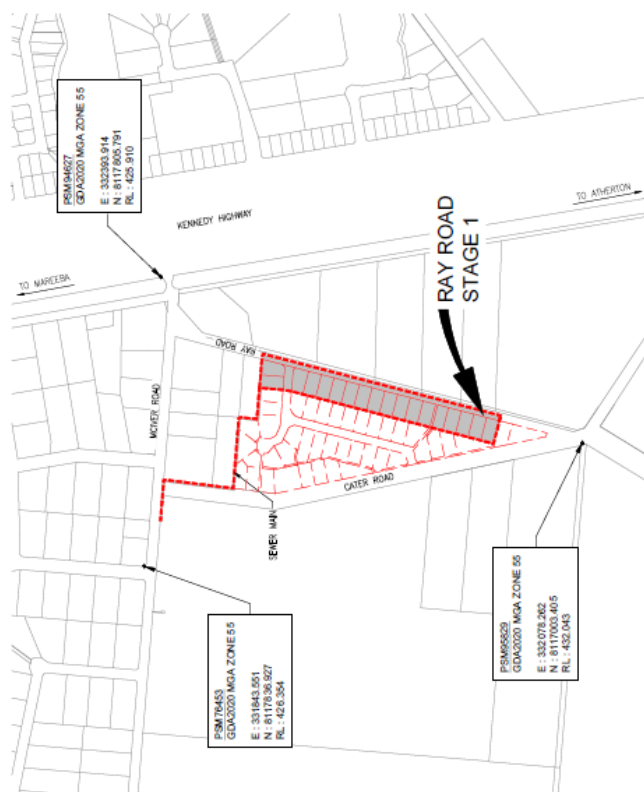 PSM94627
GDA2020 MGA ZONE 55
E : 332393.914
N : 8117805.791
RL : 425.910
TO MAREEBA
KENNEDY HIGHWAY
TO ATHERTON
MCIVER ROAD
RAY ROAD
RAY ROAD
STAGE 1
SEWER MAIN
CATER ROAD
PSM76453
GDA2020 MGA ZONE 55
E : 331843.551
N : 8117836.927
RL : 426.354
PSM95829
GDA2020 MGA ZONE 55
E : 332078.262
N : 8117003.405
RL : 432.043